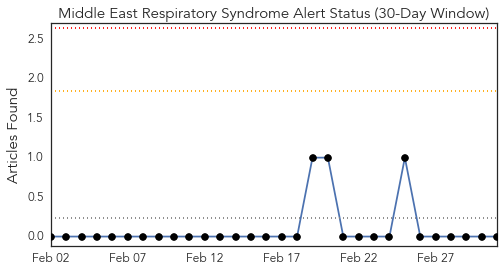 Middle East Respiratory Syndrome Alert Status (30-Day Window)
Articles Found
2.5
2.0
1.5
1.0
0.5
0.0
Feb 02 Feb 07 Feb 12 Feb 17 Feb 22 Feb 27